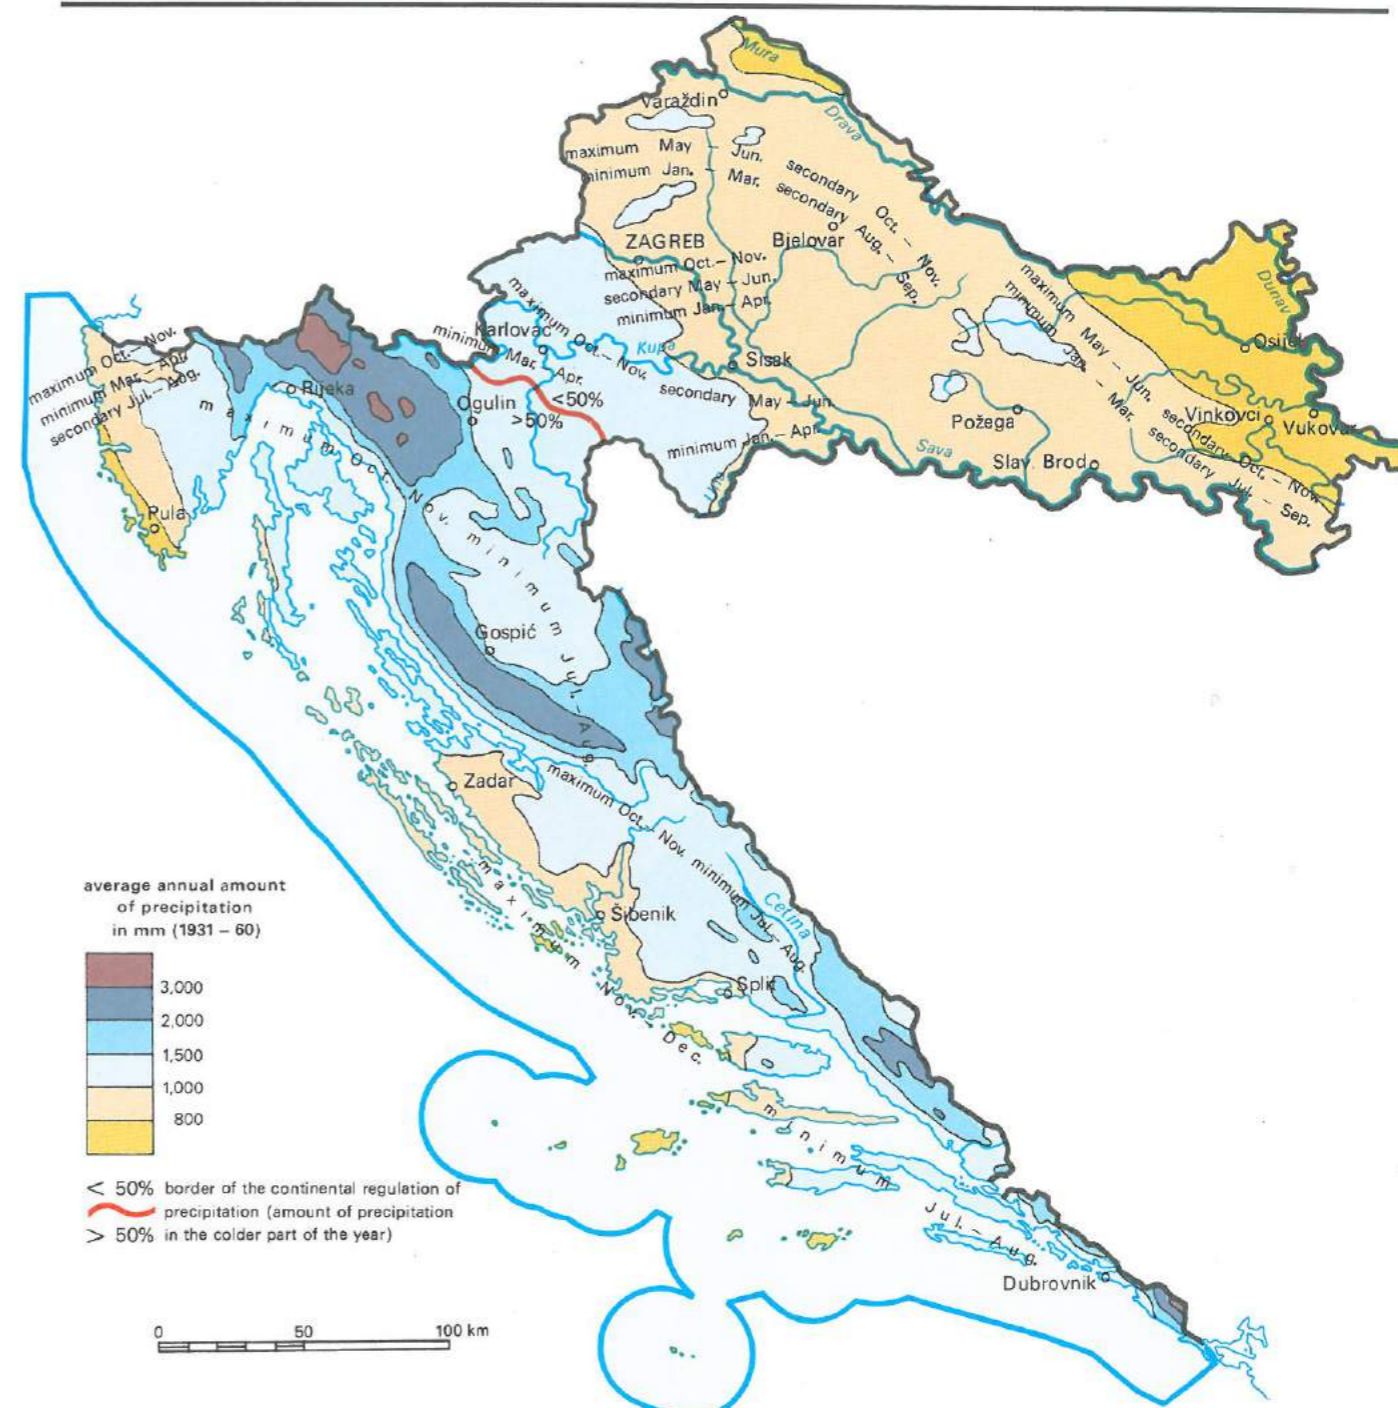 Mura
Varaždin
Drava
maximum May – Jun. secondary Oct. – Nov.
minimum Jan. – Mar. secondary Aug. – Sep.
ZAGREB
Bjelovar
maximum Oct. – Nov.
secondary May – Jun.
minimum Jan. – Apr.
Dunav
maximum May – Jun. secondary Oct. – Nov.
minimum Jan. – Mar. secondary Jul. – Sep.
Osijek
maximum Oct. – Nov. secondary May – Jun.
minimum Jan. – Apr.
Karlovac
Kupa
Sisak
minimum Mar. – Apr.
maximum Oct. – Nov.
minimum Mar. – Apr.
secondary Jul. – Aug.
Rijeka
Ogulin
<50%
>50%
Požega
Vinkovci
Vukovar
Sava
Slav. Brod
Una
Pula
maximum Oct. – Nov. minimum Jul. – Aug.
Gospić
Zadar
maximum Oct. – Nov. minimum Jul. – Aug.
Cetina
Šibenik
Split
maximum Nov. – Dec.
minimum Jul. – Aug.
Dubrovnik
average annual amount
of precipitation
in mm (1931 – 60)
3,000
2,000
1,500
1,000
800
< 50% border of the continental regulation of
precipitation (amount of precipitation
> 50% in the colder part of the year)
0 50 100 km